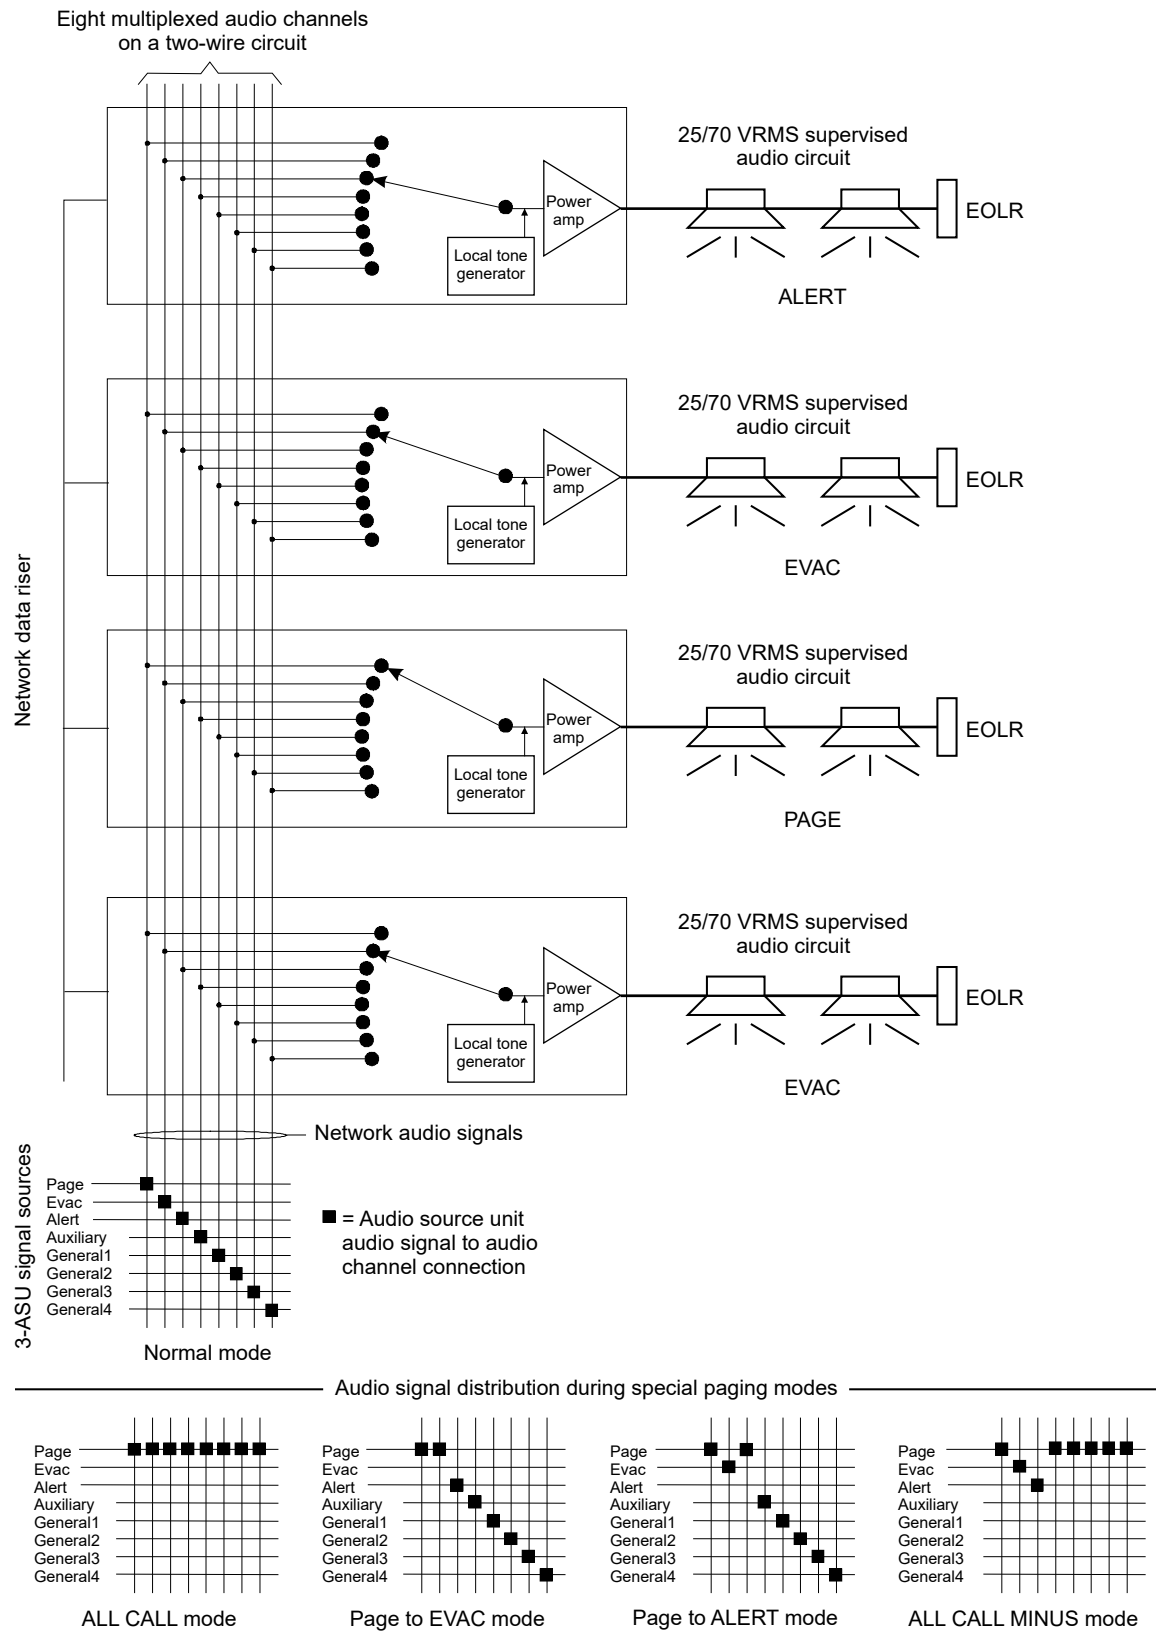 Eight multiplexed audio channels
on a two-wire circuit
25/70 VRMS supervised
audio circuit
Power
amp
Local tone
generator
EOLR
ALERT
25/70 VRMS supervised
audio circuit
Power
amp
Local tone
generator
EOLR
EVAC
Network data riser
25/70 VRMS supervised
audio circuit
Power
amp
Local tone
generator
EOLR
PAGE
25/70 VRMS supervised
audio circuit
Power
amp
Local tone
generator
EOLR
EVAC
Network audio signals
3-ASU signal sources
Page
Evac
Alert
Auxiliary
General1
General2
General3
General4
= Audio source unit
audio signal to audio
channel connection
Normal mode
Audio signal distribution during special paging modes
Page
Evac
Alert
Auxiliary
General1
General2
General3
General4
ALL CALL mode
Page
Evac
Alert
Auxiliary
General1
General2
General3
General4
Page to EVAC mode
Page
Evac
Alert
Auxiliary
General1
General2
General3
General4
Page to ALERT mode
Page
Evac
Alert
Auxiliary
General1
General2
General3
General4
ALL CALL MINUS mode